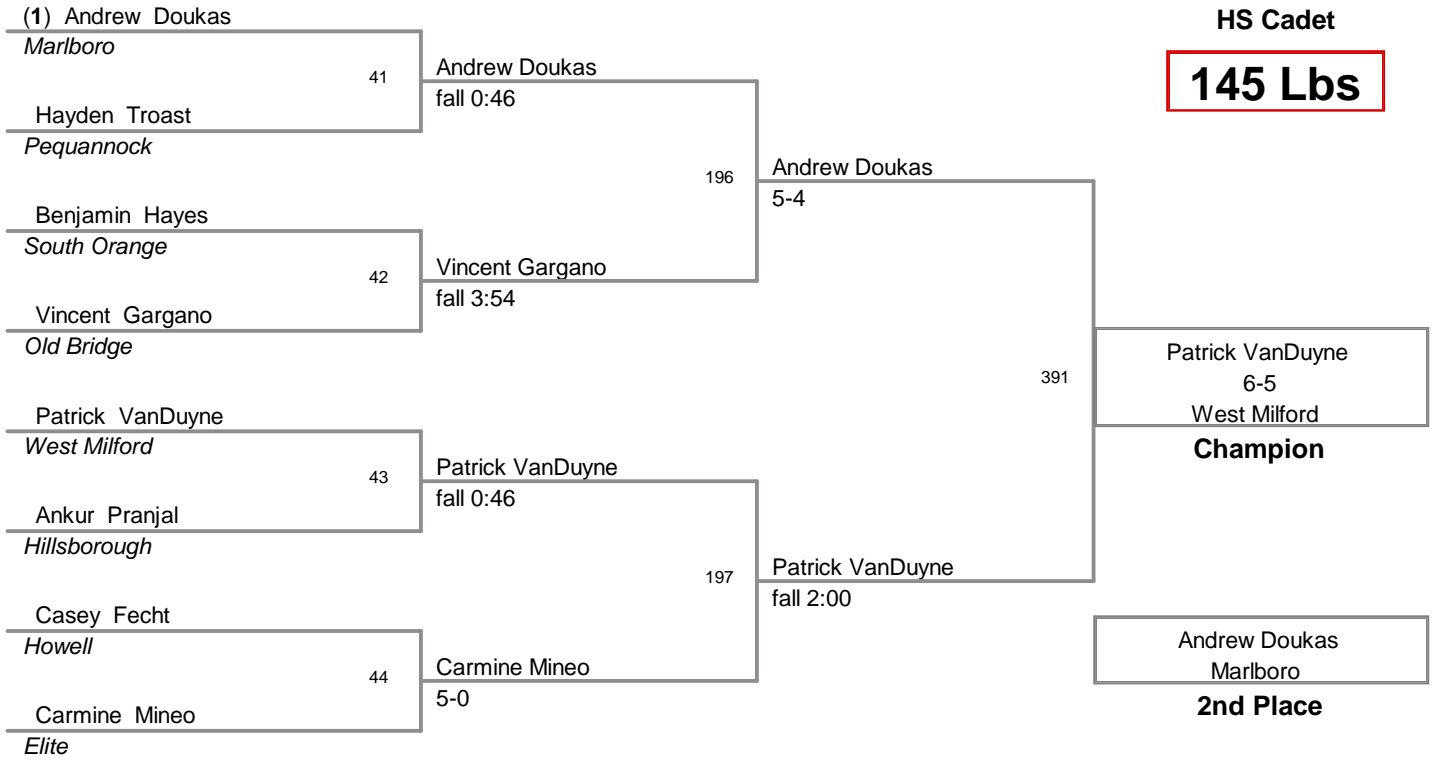 (1) Andrew Doukas
Marlboro
41
Hayden Troast
Pequannock
Andrew Doukas
fall 0:46
Benjamin Hayes
South Orange
42
Vincent Gargano
Old Bridge
Vincent Gargano
fall 3:54
196
Andrew Doukas
5-4
Patrick VanDuyne
West Milford
43
Ankur Pranjal
Hillsborough
Patrick VanDuyne
fall 0:46
Casey Fecht
Howell
44
Carmine Mineo
Elite
Carmine Mineo
5-0
197
Patrick VanDuyne
fall 2:00
391
HS Cadet
145 Lbs
Patrick VanDuyne
6-5
West Milford
Champion
Andrew Doukas
Marlboro
2nd Place